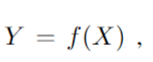 Y = f(X) ,